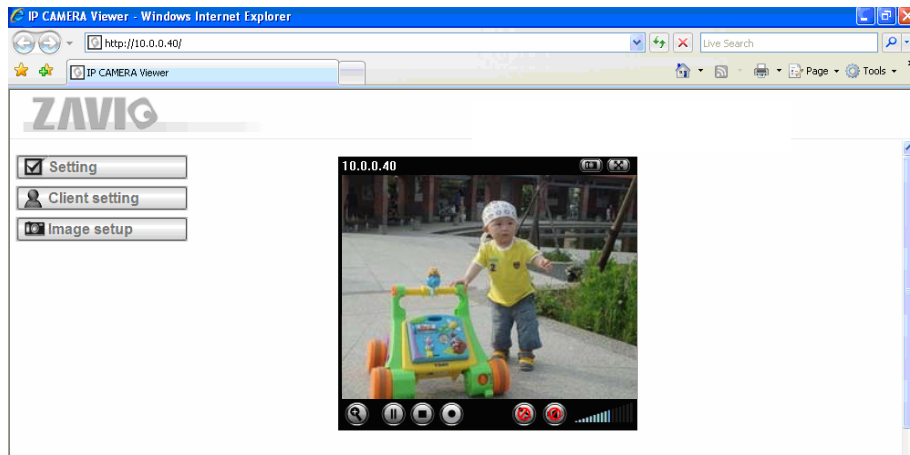 IP CAMERA Viewer - Windows Internet Explorer
http://10.0.0.40/
Live Search
IP CAMERA Viewer
Page
Tools
ZAVIO
Setting
10.0.0.40
Client setting
Image setup
2